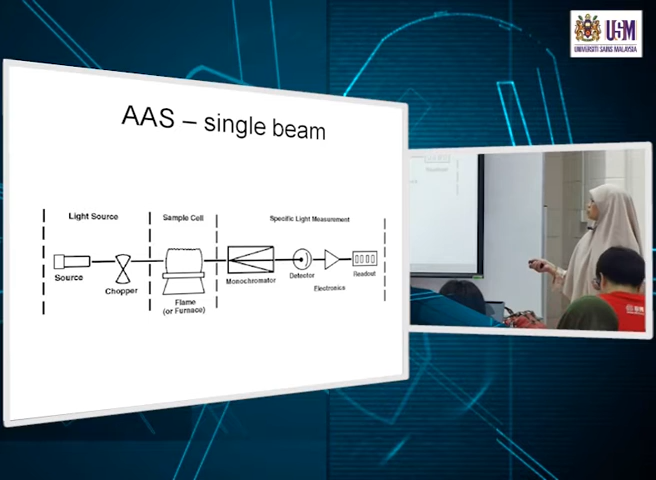 USM
UNIVERSITI SAINS MALAYSIA
AAS – single beam
Light Source
Sample Cell
Specific Light Measurement
Source
Chopper
Flame
(or Furnace)
Monochromator
Detector
Electronics
Readout